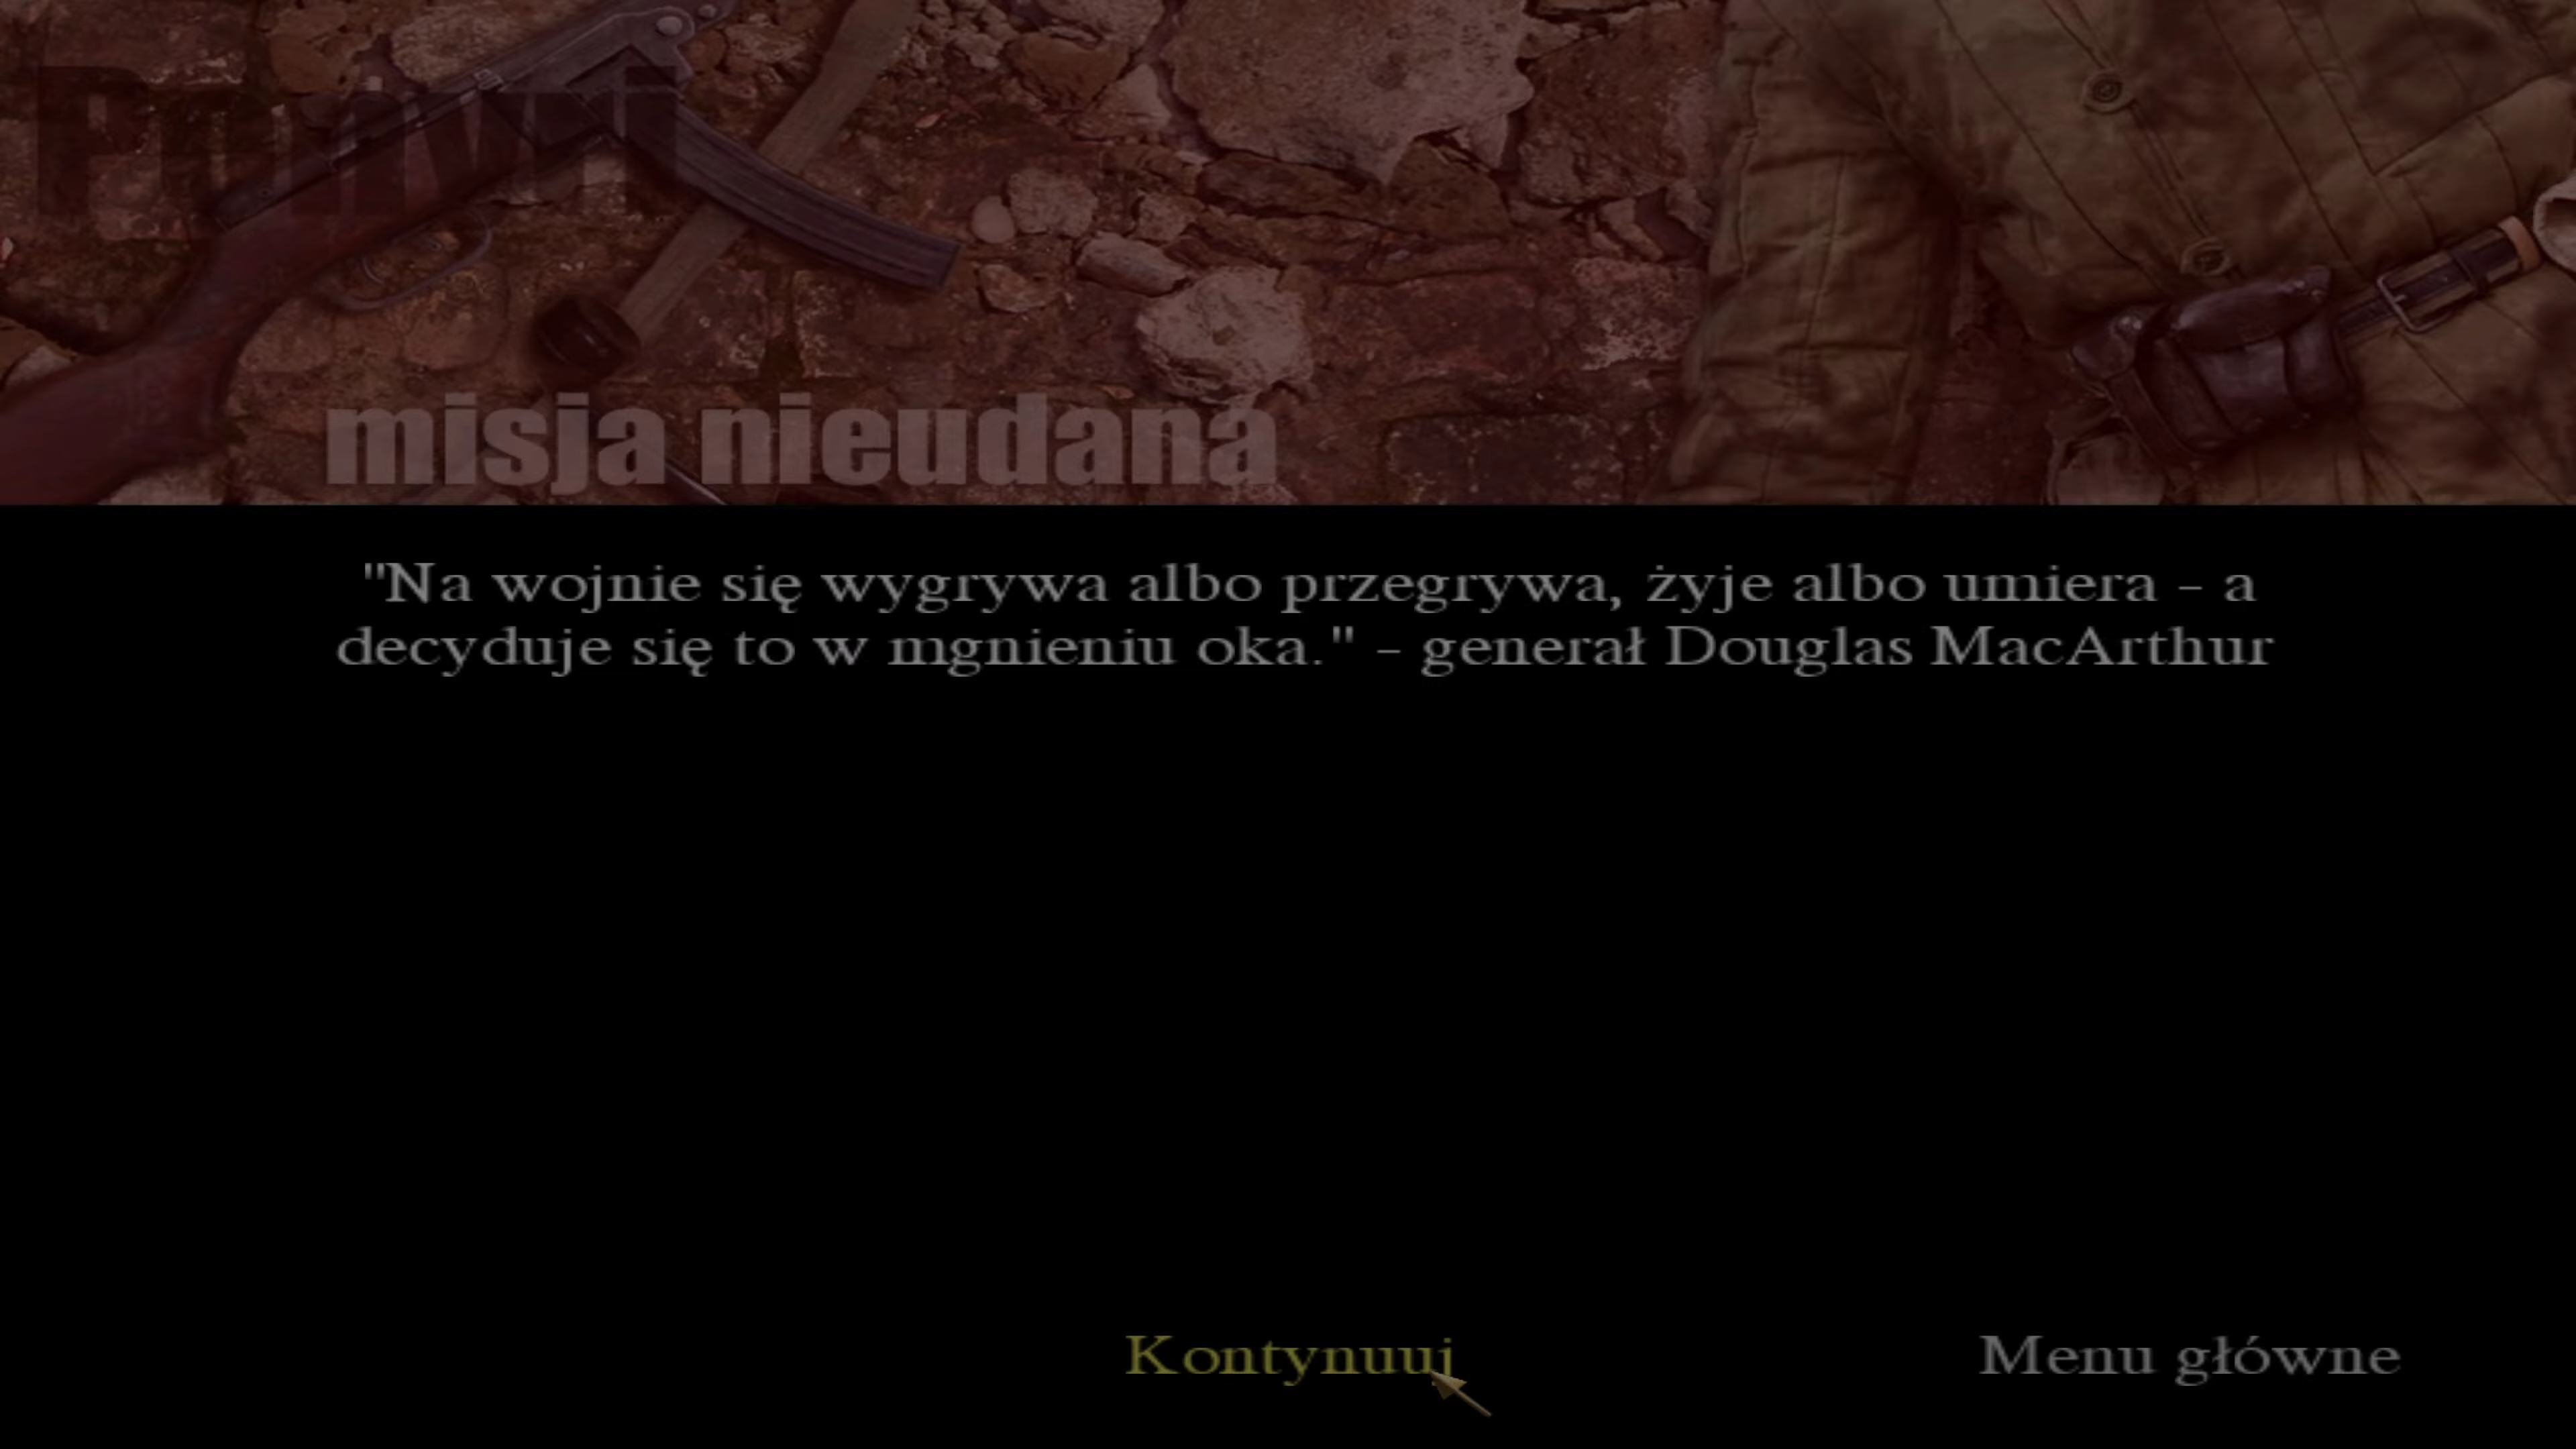 misja nieudana
"Na wojnie się wygrywa albo przegrywa, żyje albo umiera - a
decyduje się to w mgnieniu oka." - generał Douglas MacArthur
Kontynuuj
Menu główne